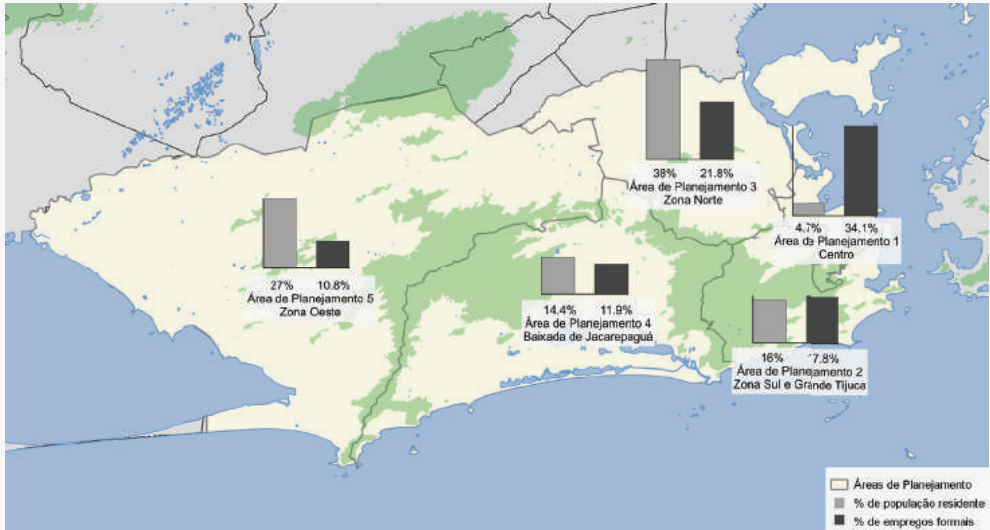 38% 21.8%
Área de Planejamento 3
Zona Norte
4.7% 34.1%
Área de Planejamento 1
Centro
27% 10.8%
Área de Planejamento 5
Zona Oeste
14.4% 11.9%
Área de Planejamento 4
Baixada de Jacarepaguá
16% 7.8%
Área de Planejamento 2
Zona Sul e Grande Tijuca
Áreas de Planejamento
% de população residente
% de empregos formais